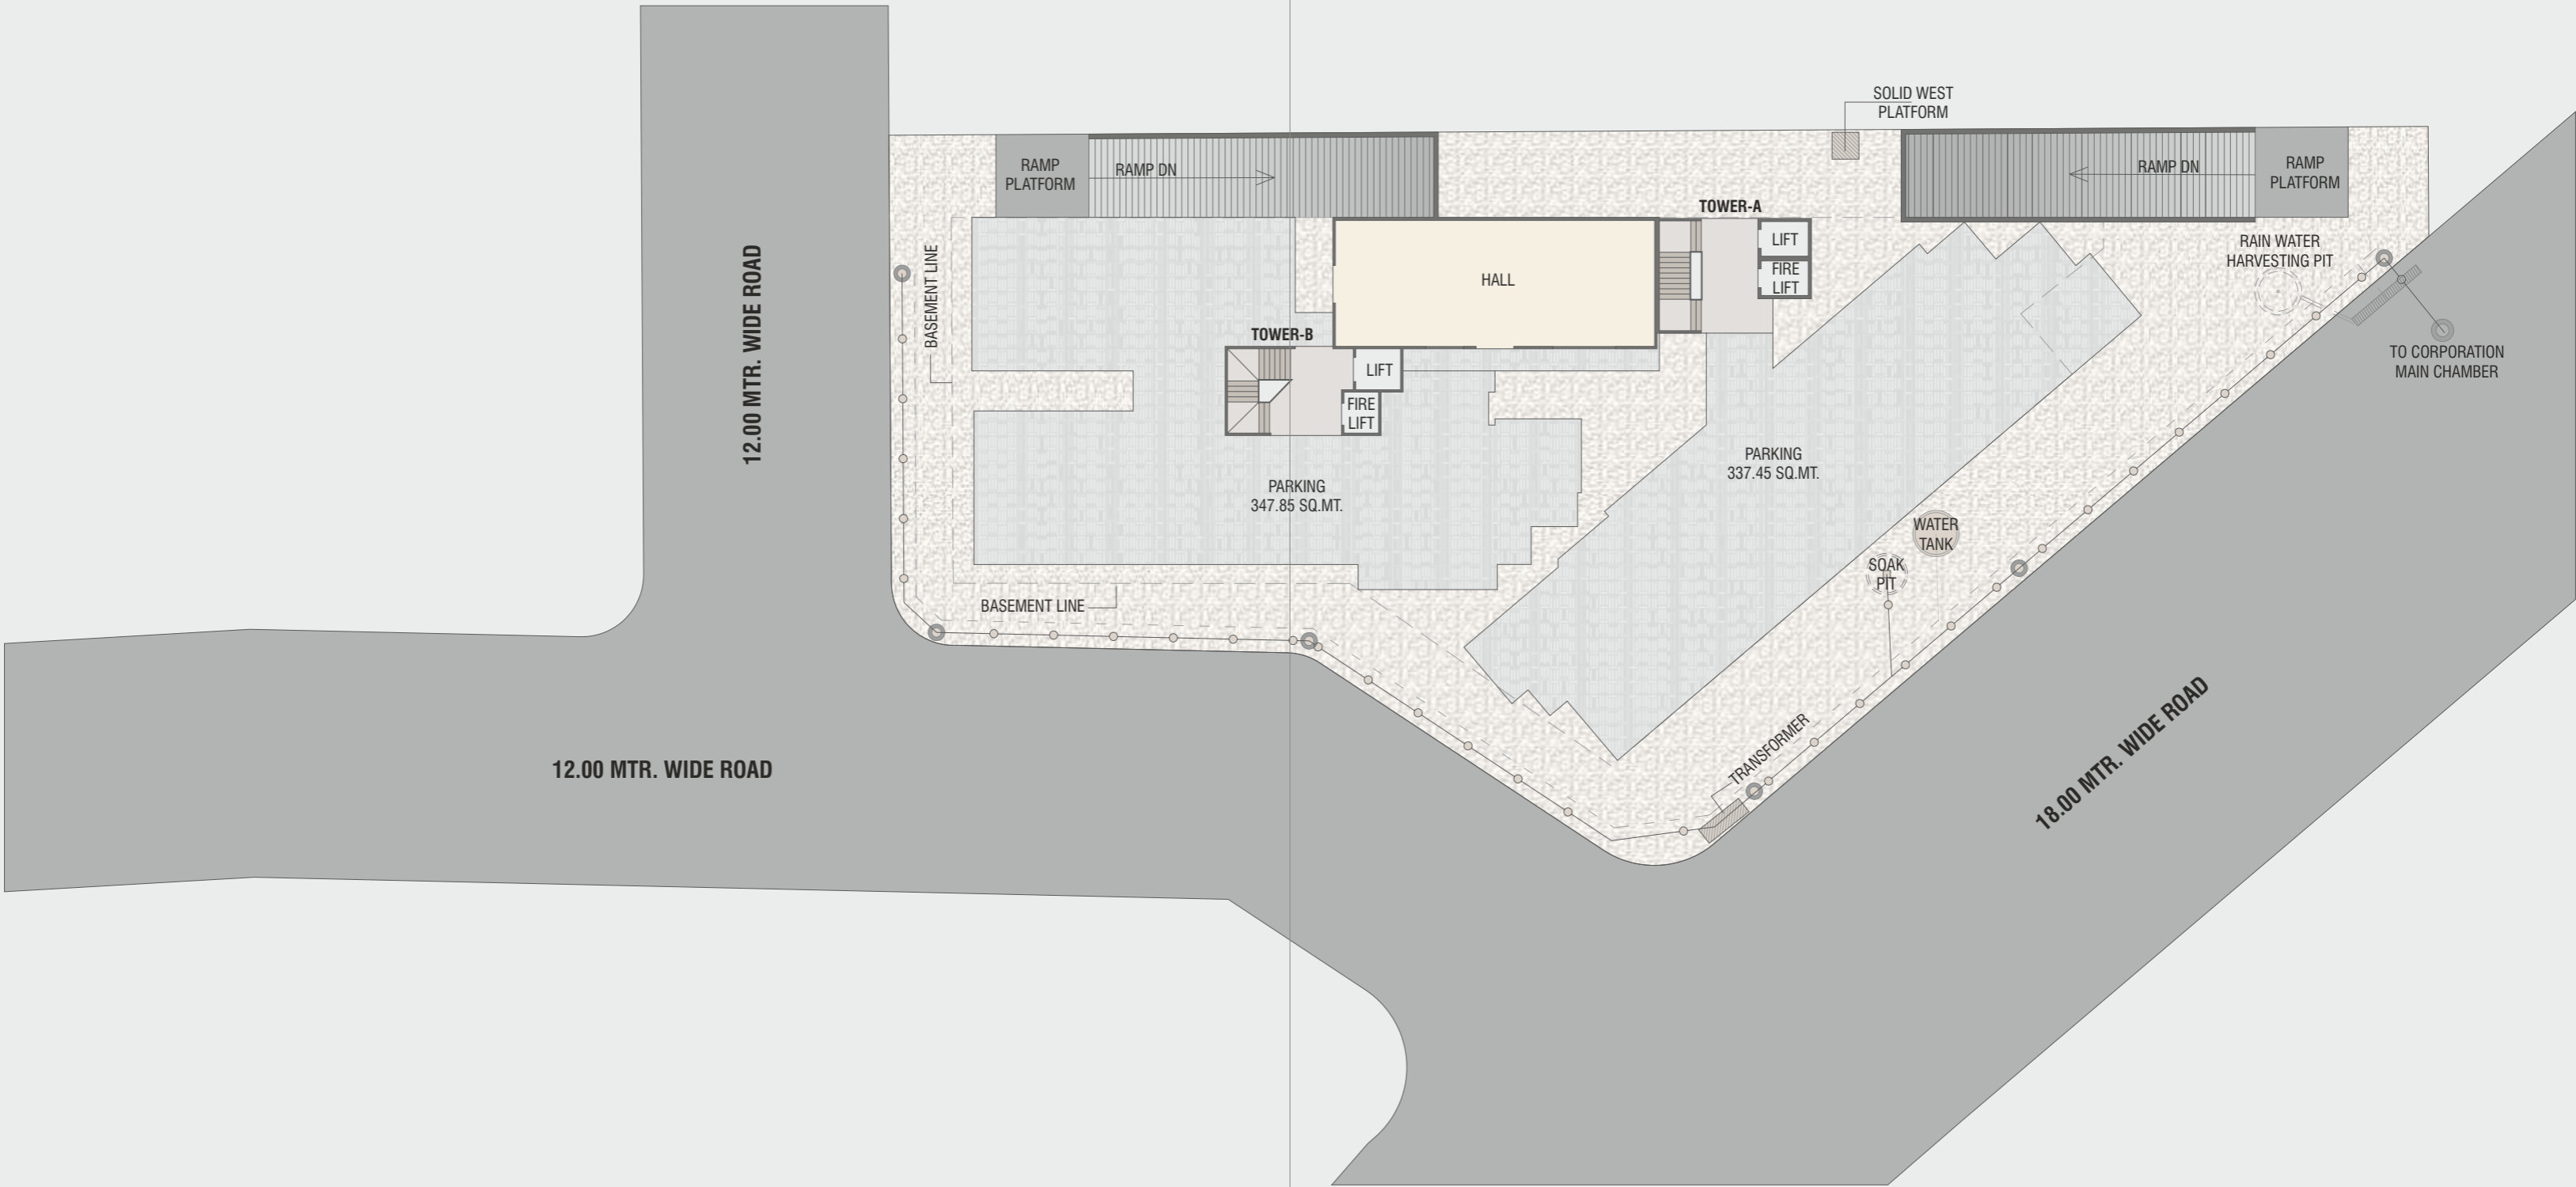 SOLID WEST
PLATFORM
RAMP
PLATFORM
RAMP DN
RAMP DN
RAMP
PLATFORM
TOWER-A
LIFT
FIRE
LIFT
HALL
RAIN WATER
HARVESTING PIT
BASEMENT LINE
12.00 MTR. WIDE ROAD
TOWER-B
LIFT
FIRE
LIFT
TO CORPORATION
MAIN CHAMBER
PARKING
337.45 SQ.MT.
PARKING
347.85 SQ.MT.
WATER
TANK
SOAK
PIT
BASEMENT LINE
TRANSFORMER
12.00 MTR. WIDE ROAD
18.00 MTR. WIDE ROAD